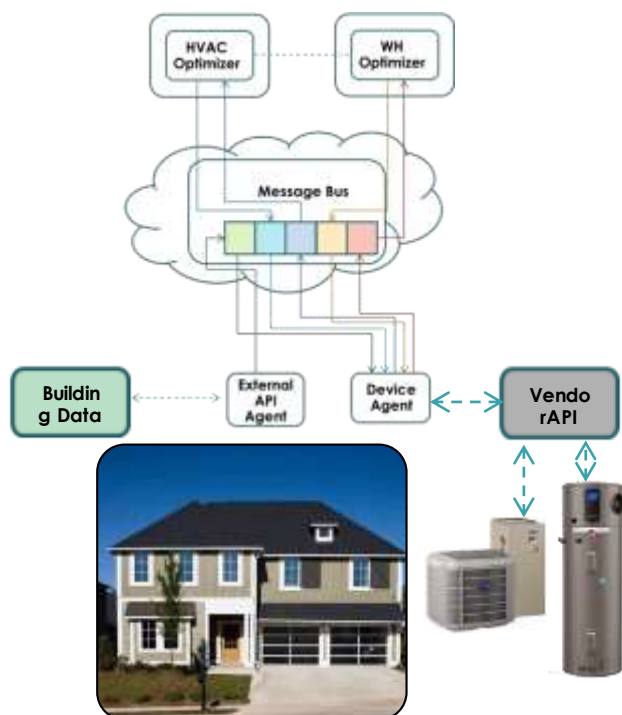 HVAC
Optimizer
WH
Optimizer
Message Bus
Buildin
g Data
External
API
Agent
Device
Agent
Vendo
rAPI